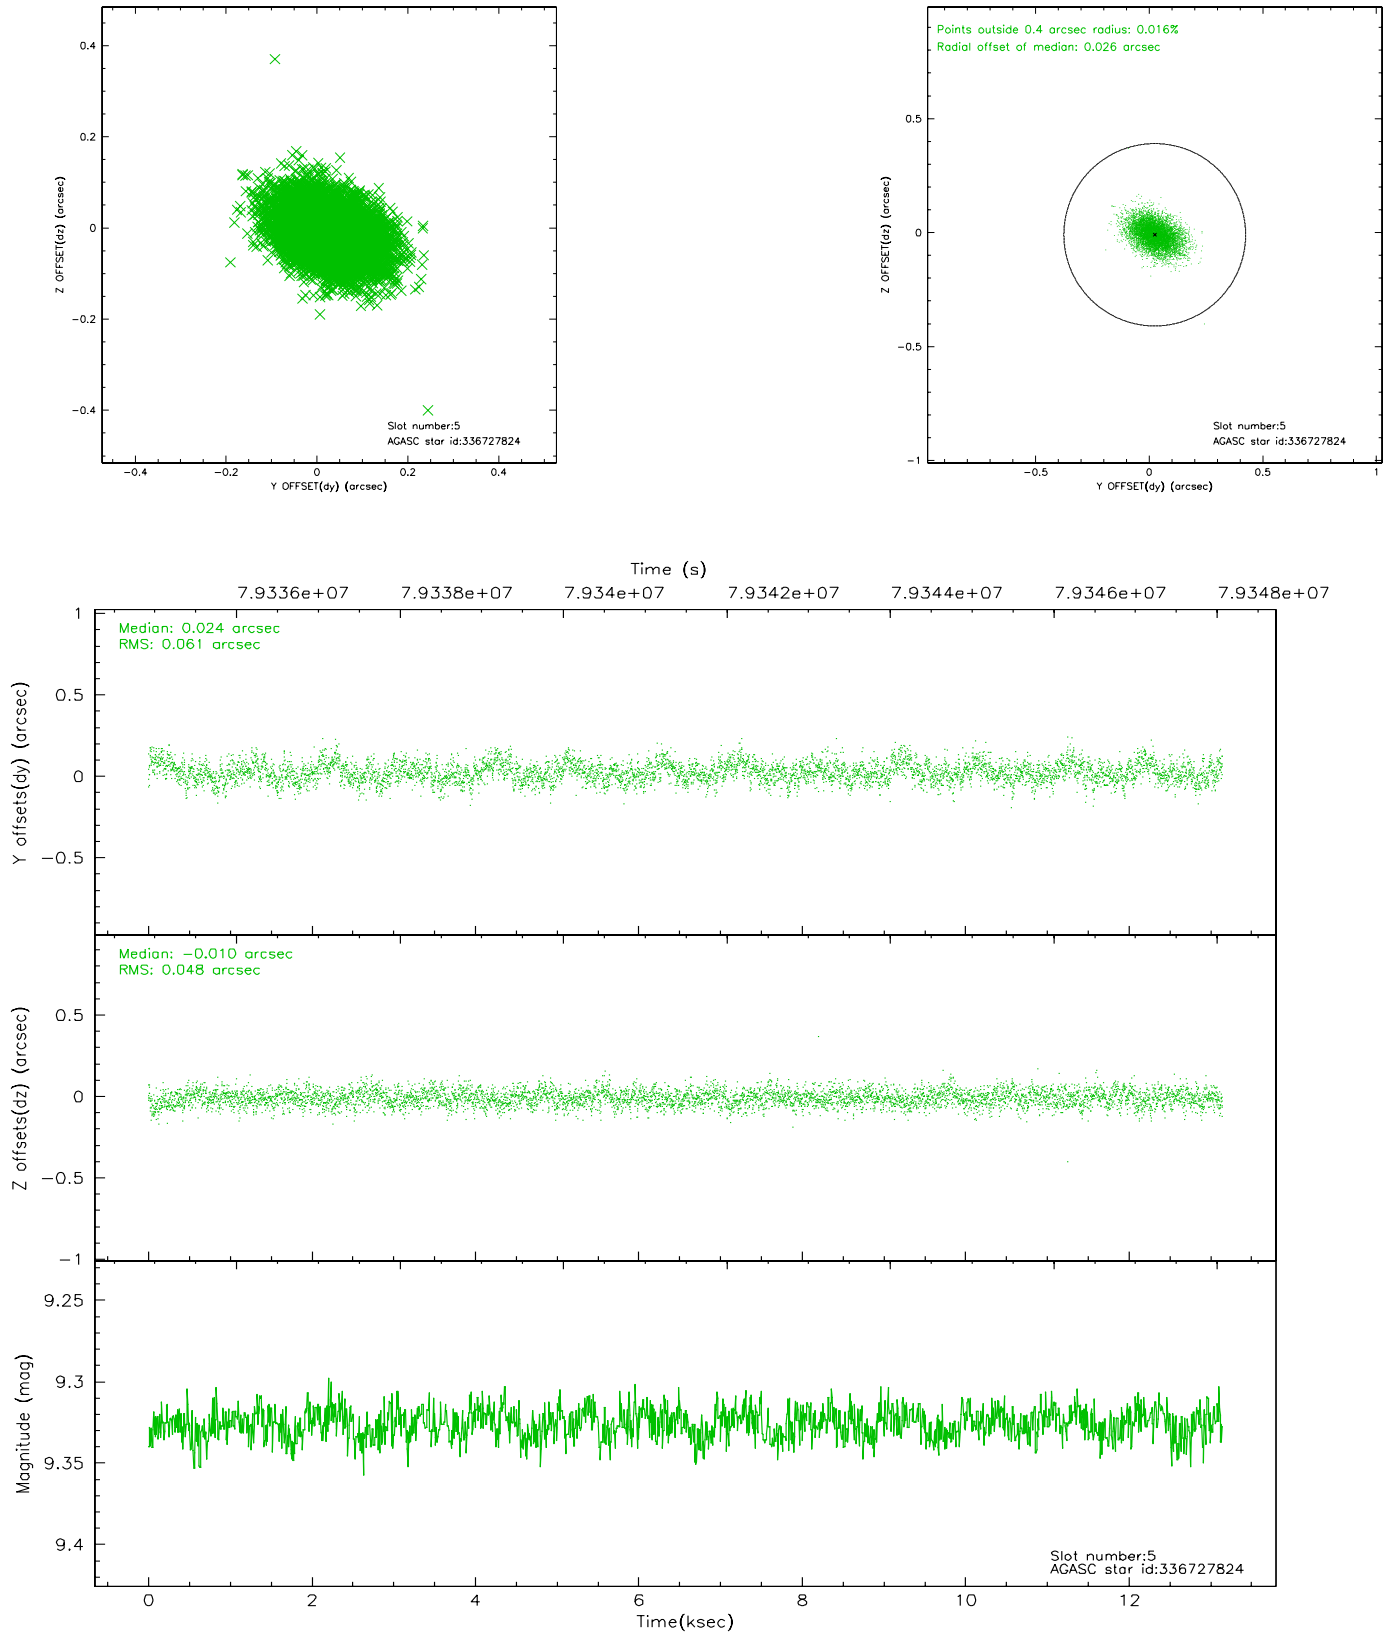 0.4
0.2
0
−0.2
−0.4
Z OFFSET(dz) (arcsec)
Slot number:5
AGASC star id:336727824
−0.4 −0.2 0 0.2 0.4
Y OFFSET(dy) (arcsec)
Points outside 0.4 arcsec radius: 0.016%
Radial offset of median: 0.026 arcsec
0.5
0
−0.5
−1
Z OFFSET(dz) (arcsec)
Slot number:5
AGASC star id:336727824
−0.5 0 0.5 1
Y OFFSET(dy) (arcsec)
Time (s)
7.9336e+07 7.9338e+07 7.934e+07 7.9342e+07 7.9344e+07 7.9346e+07 7.9348e+07
Median: 0.024 arcsec
RMS: 0.061 arcsec
1
0.5
0
−0.5
Y offsets(dy) (arcsec)
Median: −0.010 arcsec
RMS: 0.048 arcsec
0.5
0
−0.5
−1
Z offsets(dz) (arcsec)
9.25
9.3
9.35
9.4
Magnitude (mag)
Slot number:5
AGASC star id:336727824
0 2 4 6 8 10 12
Time(ksec)